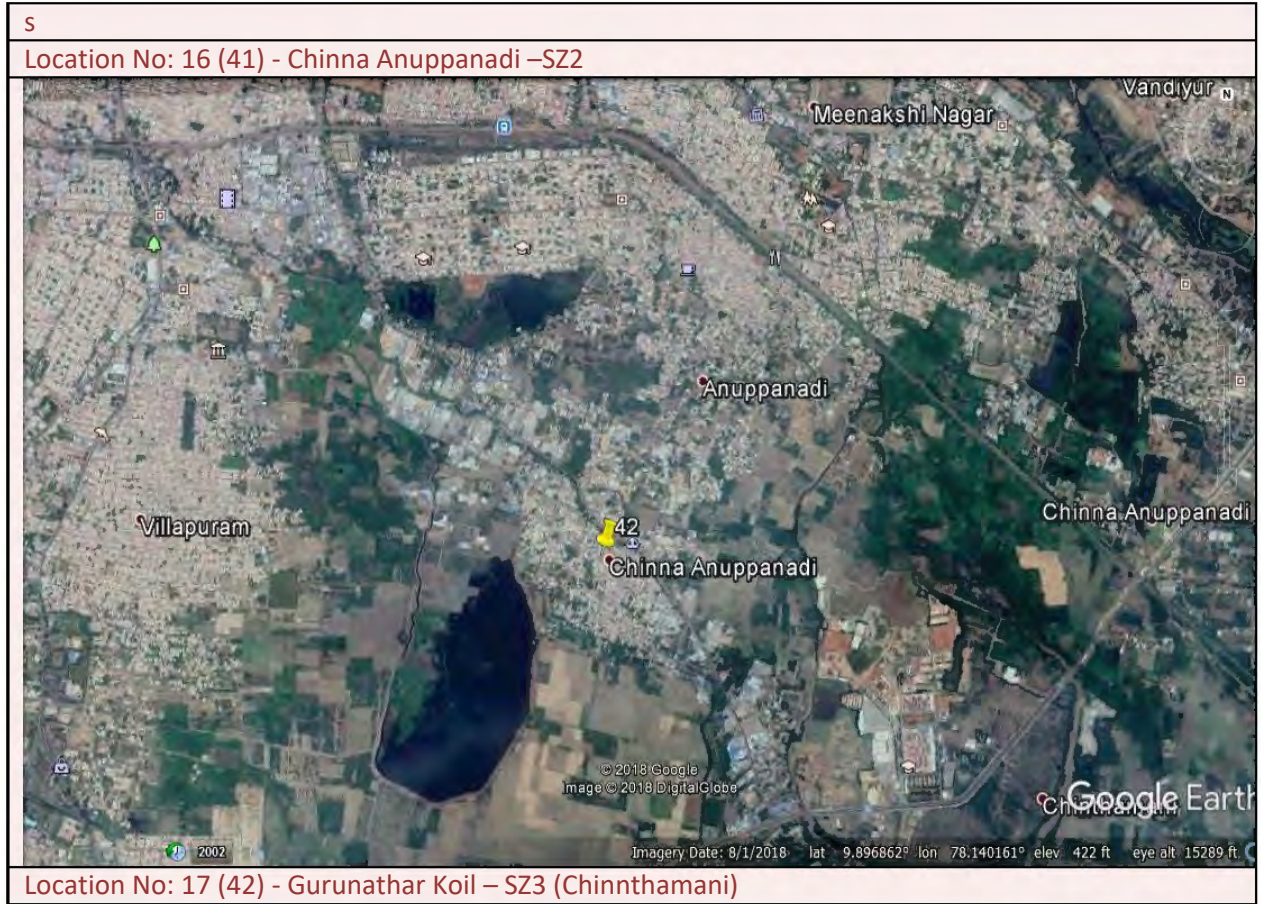 s
Location No: 16 (41) - Chinna Anuppanadi –SZ2
Vandiyur N
Meenakshi Nagar
Anuppanadi
Villapuram
Chinna Anuppanadi
42
Chinna Anuppanadi
© 2018 Google
Image © 2018 DigitalGlobe
Google Earth
2002
Imagery Date: 8/1/2018 lat 9.896862° lon 78.140161° elev 422 ft eye alt 15289 ft
Location No: 17 (42) - Gurunathar Koil – SZ3 (Chinnthamani)